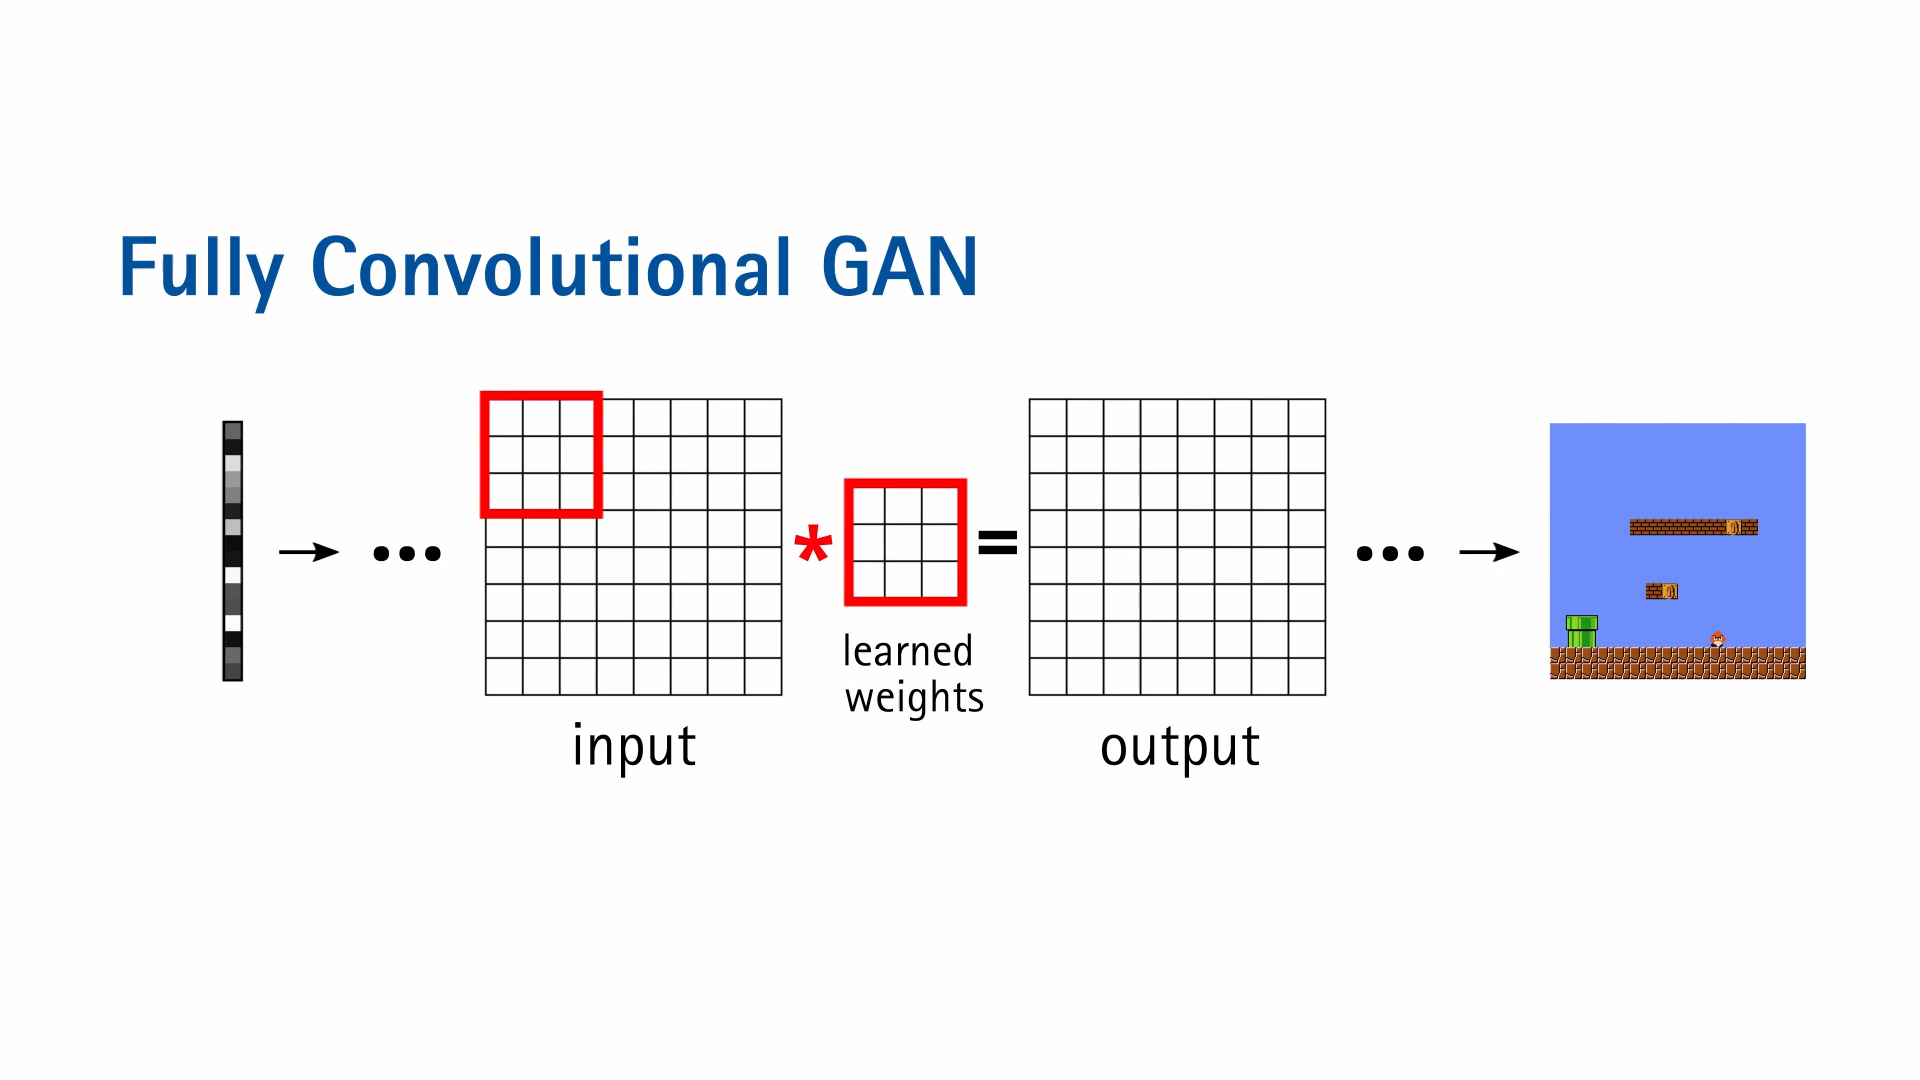 Fully Convolutional GAN
* =
learned
weights
input
output